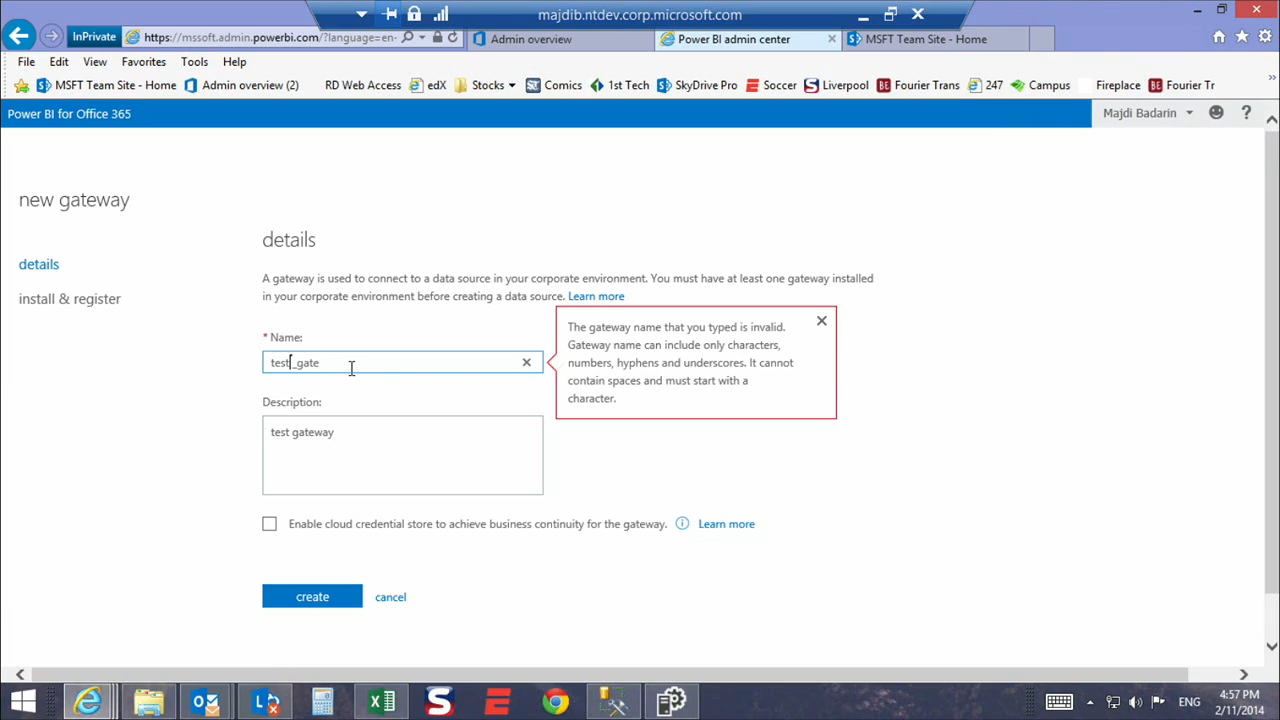 majdib.ntdev.corp.microsoft.com
InPrivate
https://mssoft.admin.powerbi.com/?language=en-
Admin overview
Power BI admin center
MSFT Team Site - Home
File Edit View Favorites Tools Help
MSFT Team Site - Home Admin overview (2) RD Web Access edX Stocks Comics 1st Tech SkyDrive Pro Soccer Liverpool BE Fourier Trans 247 Campus Fireplace BE Fourier Tr
Power BI for Office 365
Majdi Badarin
new gateway
details
install & register
details
A gateway is used to connect to a data source in your corporate environment. You must have at least one gateway installed
in your corporate environment before creating a data source. Learn more
* Name:
test_gate
The gateway name that you typed is invalid.
Gateway name can include only characters,
numbers, hyphens and underscores. It cannot
contain spaces and must start with a
character.
Description:
test gateway
Enable cloud credential store to achieve business continuity for the gateway. Learn more
create cancel
ENG
4:57 PM
2/11/2014